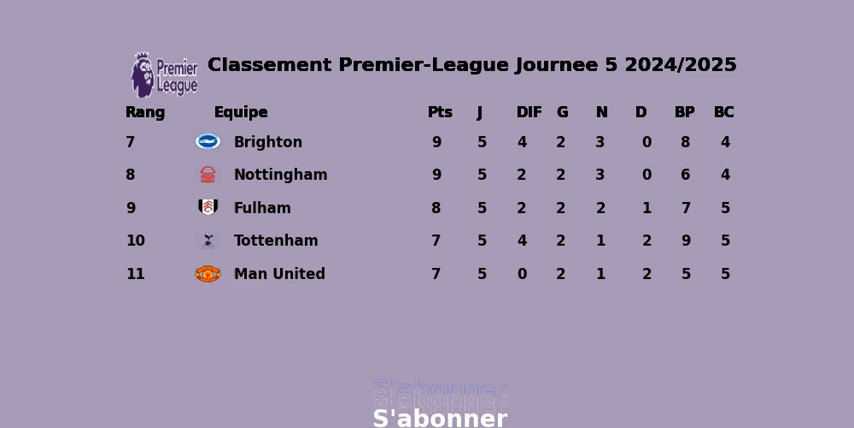 Premier League
Classement Premier-League Journee 5 2024/2025
Rang Equipe Pts J DIF G N D BP BC
7 Brighton 9 5 4 2 3 0 8 4
8 Nottingham 9 5 2 2 3 0 6 4
9 Fulham 8 5 2 2 2 1 7 5
10 Tottenham 7 5 4 2 1 2 9 5
11 Man United 7 5 0 2 1 2 5 5
S'abonner
S'abonner